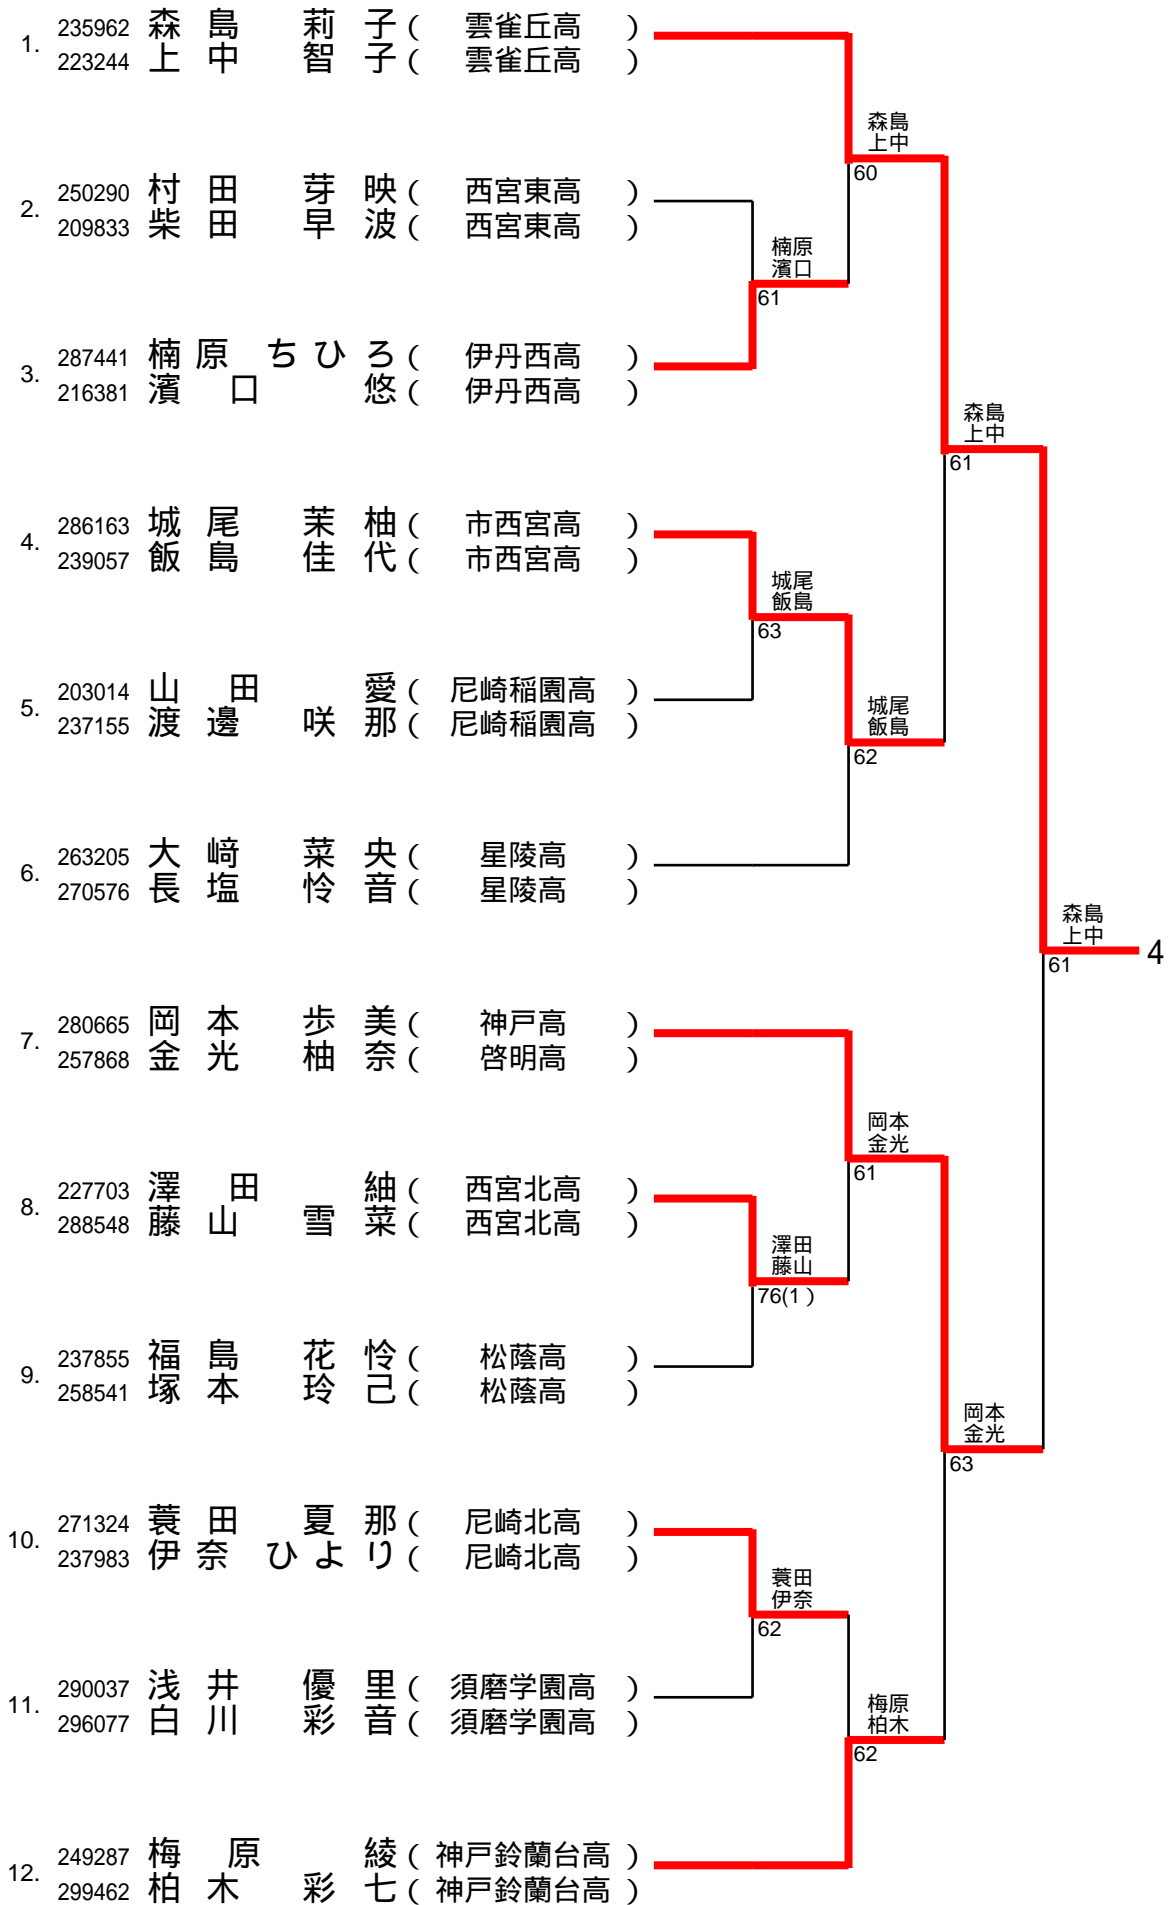 1. 235962 森島 莉子 ( 雲雀丘高 )
223244 上中 智子 ( 雲雀丘高 )
森島
上中
60
2. 250290 村田 芽映 ( 西宮東高 )
209833 柴田 早波 ( 西宮東高 )
楠原
濱口
61
3. 287441 楠原 ちひろ ( 伊丹西高 )
216381 濱口 悠 ( 伊丹西高 )
森島
上中
61
4. 286163 城尾 茉柚 ( 市西宮高 )
239057 飯島 佳代 ( 市西宮高 )
城尾
飯島
63
5. 203014 山田 愛 ( 尼崎稲園高 )
237155 渡邊 咲那 ( 尼崎稲園高 )
城尾
飯島
62
6. 263205 大﨑 菜央 ( 星陵高 )
270576 長塩 怜音 ( 星陵高 )
森島
上中
61
4
7. 280665 岡本 歩美 ( 神戸高 )
257868 金光 柚奈 ( 啓明高 )
岡本
金光
61
8. 227703 澤田 紬 ( 西宮北高 )
288548 藤山 雪菜 ( 西宮北高 )
澤田
藤山
76(1)
9. 237855 福島 花怜 ( 松蔭高 )
258541 塚本 玲己 ( 松蔭高 )
岡本
金光
63
10. 271324 蓑田 夏那 ( 尼崎北高 )
237983 伊奈 ひより ( 尼崎北高 )
蓑田
伊奈
62
11. 290037 浅井 優里 ( 須磨学園高 )
296077 白川 彩音 ( 須磨学園高 )
梅原
柏木
62
12. 249287 梅原 綾 ( 神戸鈴蘭台高 )
299462 柏木 彩七 ( 神戸鈴蘭台高 )